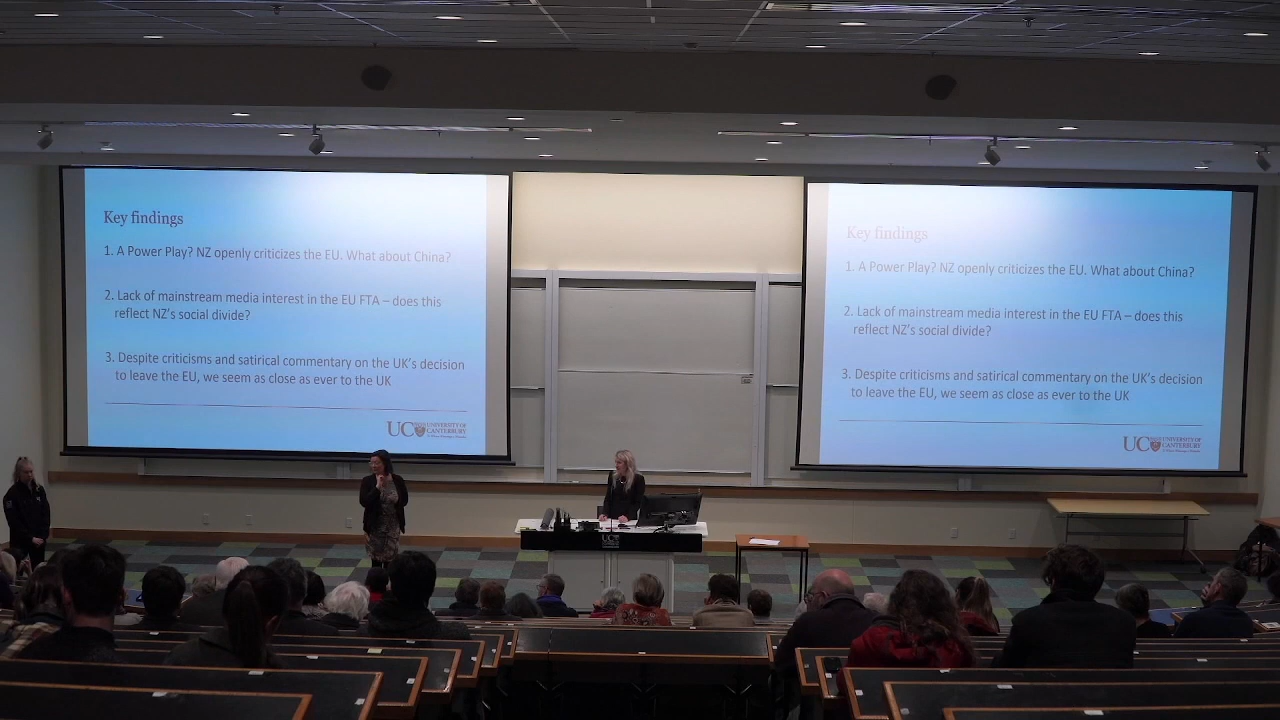 Key findings
1. A Power Play? NZ openly criticizes the EU. What about China?
2. Lack of mainstream media interest in the EU FTA – does this
reflect NZ's social divide?
3. Despite criticisms and satirical commentary on the UK's decision
to leave the EU, we seem as close as ever to the UK
UC UNIVERSITY OF
CANTERBURY
Key findings
1. A Power Play? NZ openly criticizes the EU. What about China?
2. Lack of mainstream media interest in the EU FTA – does this
reflect NZ's social divide?
3. Despite criticisms and satirical commentary on the UK's decision
to leave the EU, we seem as close as ever to the UK
UC UNIVERSITY OF
CANTERBURY
UC